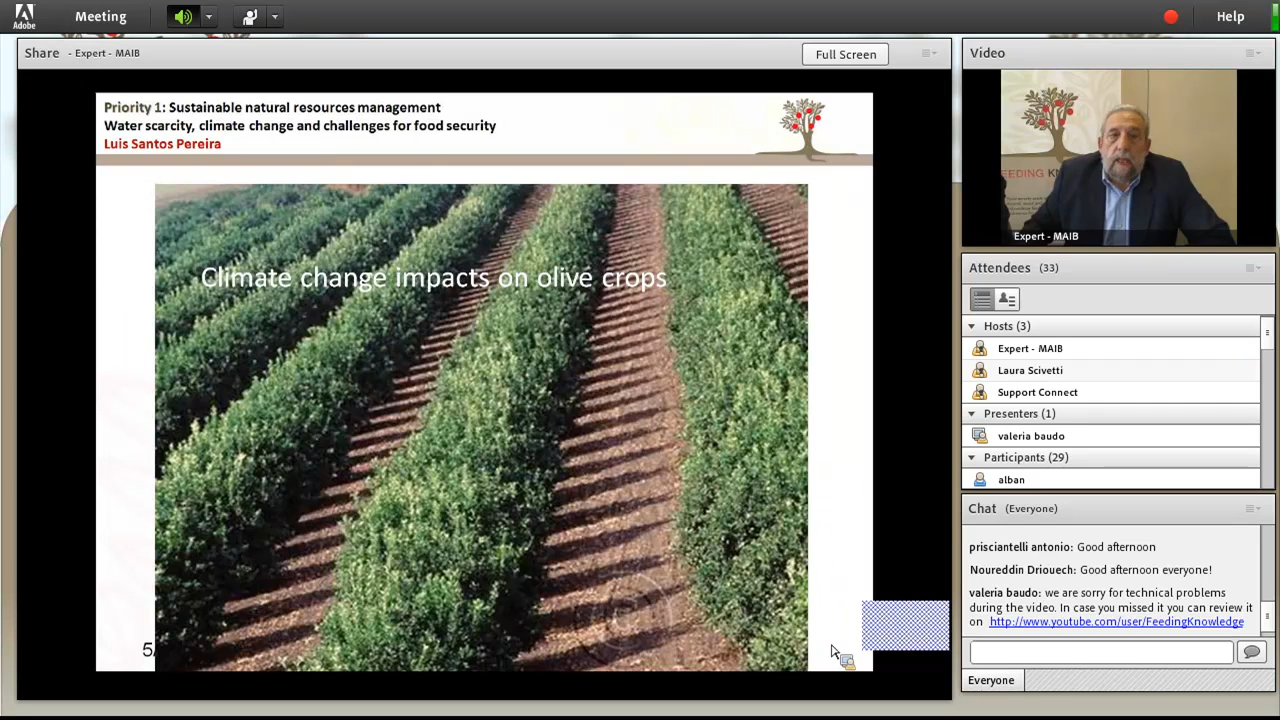 Adobe
Meeting
Help
Share - Expert - MAIB
Full Screen
Priority 1: Sustainable natural resources management
Water scarcity, climate change and challenges for food security
Luis Santos Pereira
Climate change impacts on olive crops
5/
Video
FEEDING
Expert - MAIB
Attendees (33)
Hosts (3)
Expert - MAIB
Laura Scivetti
Support Connect
Presenters (1)
valeria baudo
Participants (29)
alban
Chat (Everyone)
prisciantelli antonio: Good afternoon
Noureddin Driouech: Good afternoon everyone!
valeria baudo: we are sorry for technical problems
during the video. In case you missed it you can review it
on http://www.youtube.com/user/FeedingKnowledge
Everyone